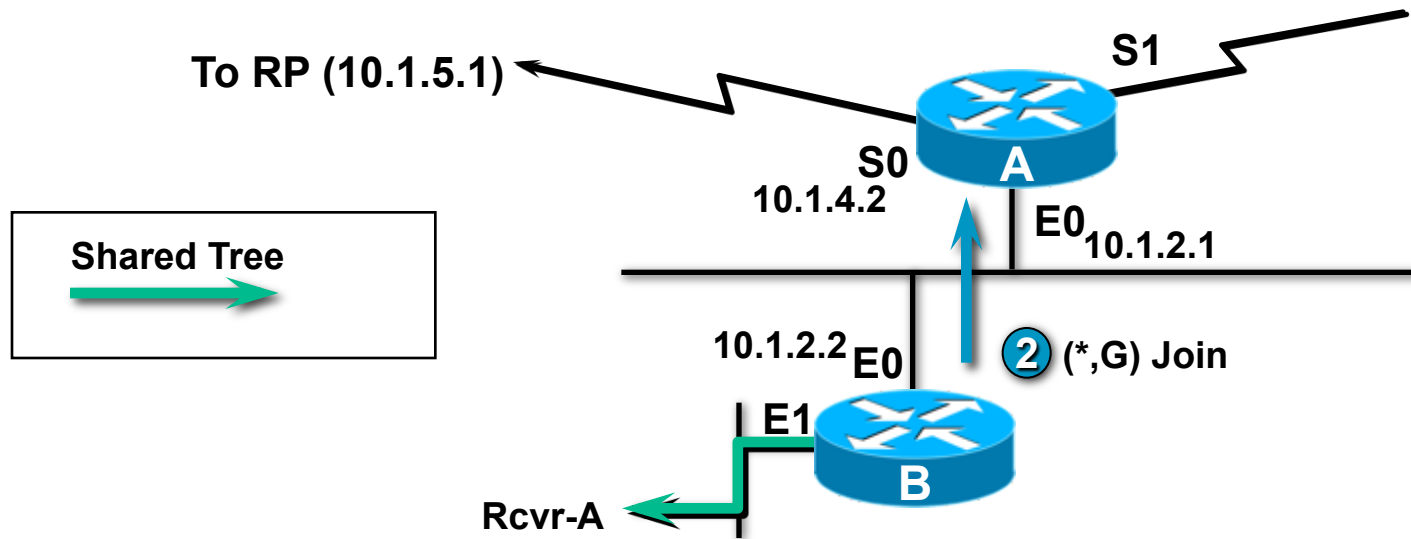 S1
To RP (10.1.5.1)
A
S0
10.1.4.2
E0
10.1.2.1
Shared Tree
10.1.2.2
E0
2 (*,G) Join
E1
B
Rcvr-A